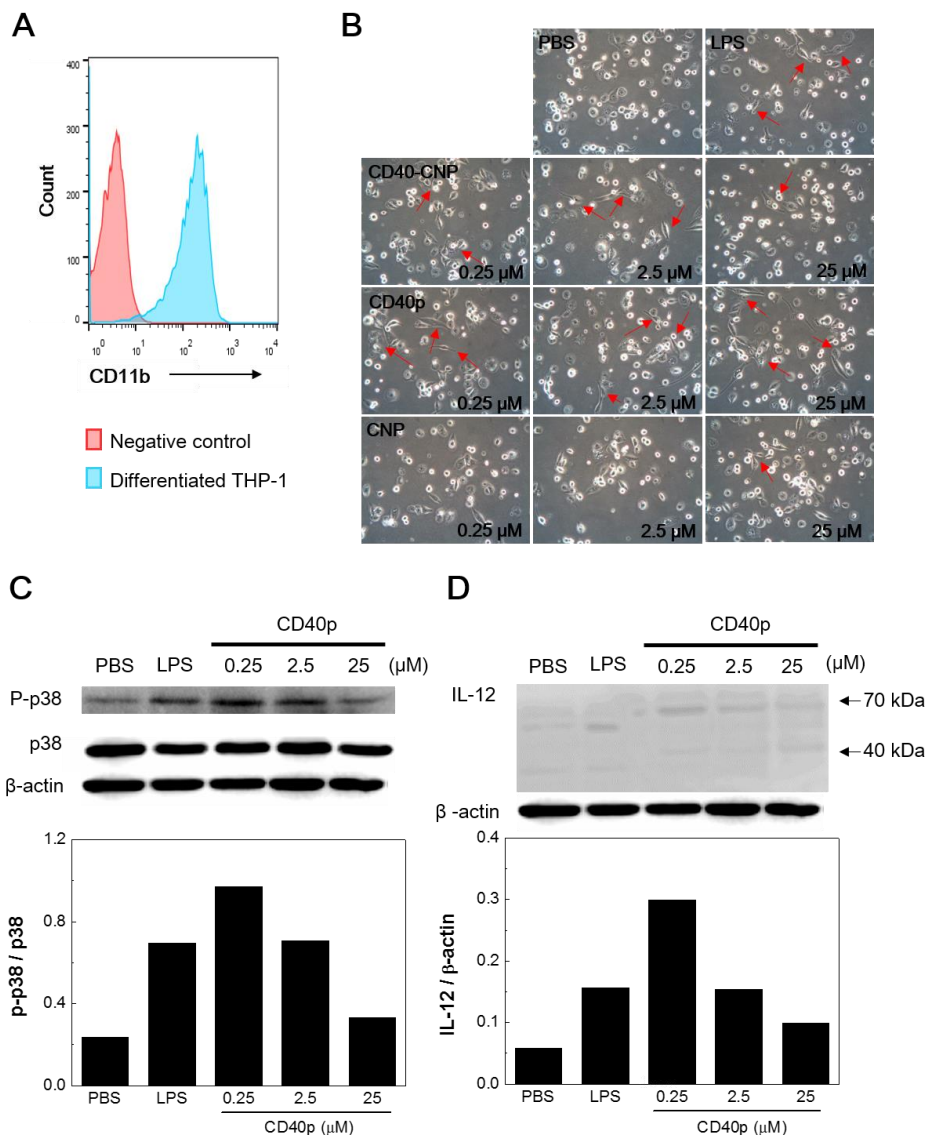 A
400
300
200
100
0
Count
10^0 10^1 10^2 10^3 10^4
CD11b
Negative control
Differentiated THP-1
B
PBS LPS
CD40-CNP
0.25 μM 2.5 μM 25 μM
CD40p
0.25 μM 2.5 μM 25 μM
CNP
0.25 μM 2.5 μM 25 μM
C
CD40p
PBS LPS 0.25 2.5 25 (μM)
P-p38
p38
β-actin
1.2
0.8
0.4
0.0
p-p38 / p38
PBS LPS 0.25 2.5 25
CD40p (μM)
D
CD40p
PBS LPS 0.25 2.5 25 (μM)
IL-12
70 kDa
40 kDa
β -actin
0.4
0.3
0.2
0.1
0.0
IL-12 / β-actin
PBS LPS 0.25 2.5 25
CD40p (μM)